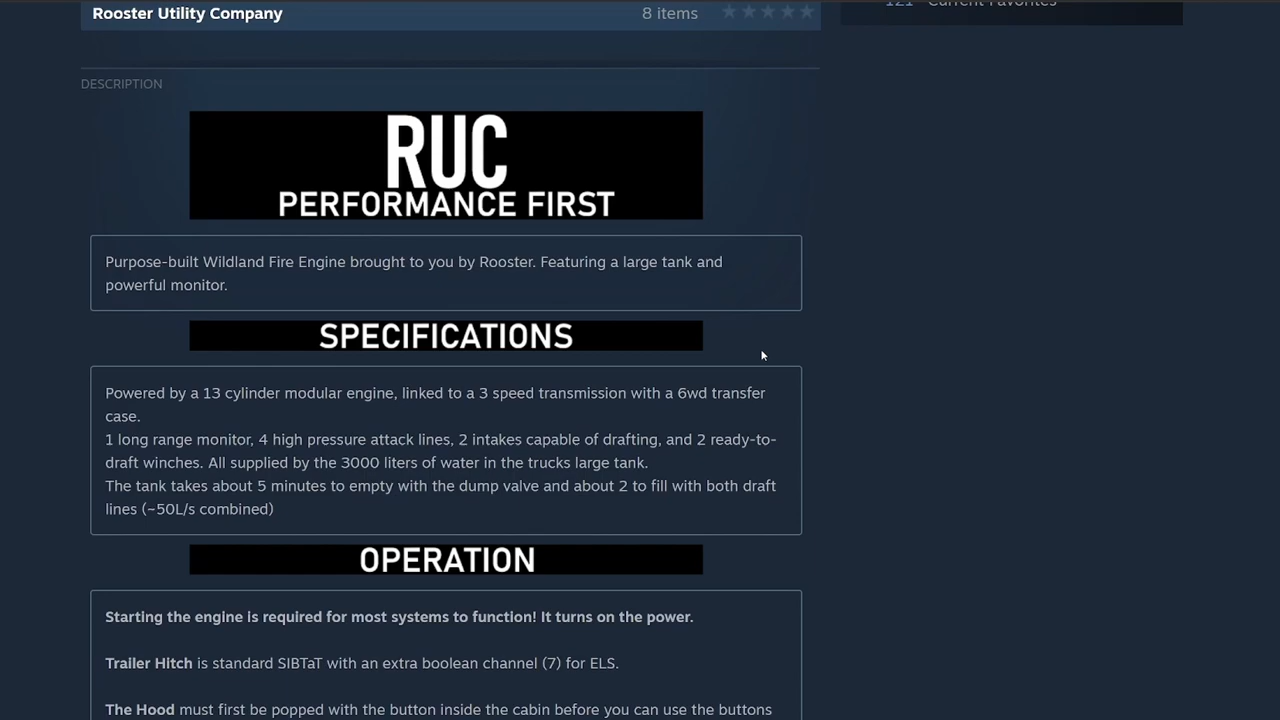 Rooster Utility Company 8 items
121 Current Favorites
DESCRIPTION
RUC
PERFORMANCE FIRST
Purpose-built Wildland Fire Engine brought to you by Rooster. Featuring a large tank and
powerful monitor.
SPECIFICATIONS
Powered by a 13 cylinder modular engine, linked to a 3 speed transmission with a 6wd transfer
case.
1 long range monitor, 4 high pressure attack lines, 2 intakes capable of drafting, and 2 ready-to-
draft winches. All supplied by the 3000 liters of water in the trucks large tank.
The tank takes about 5 minutes to empty with the dump valve and about 2 to fill with both draft
lines (~50L/s combined)
OPERATION
Starting the engine is required for most systems to function! It turns on the power.
Trailer Hitch is standard SIBTaT with an extra boolean channel (7) for ELS.
The Hood must first be popped with the button inside the cabin before you can use the buttons